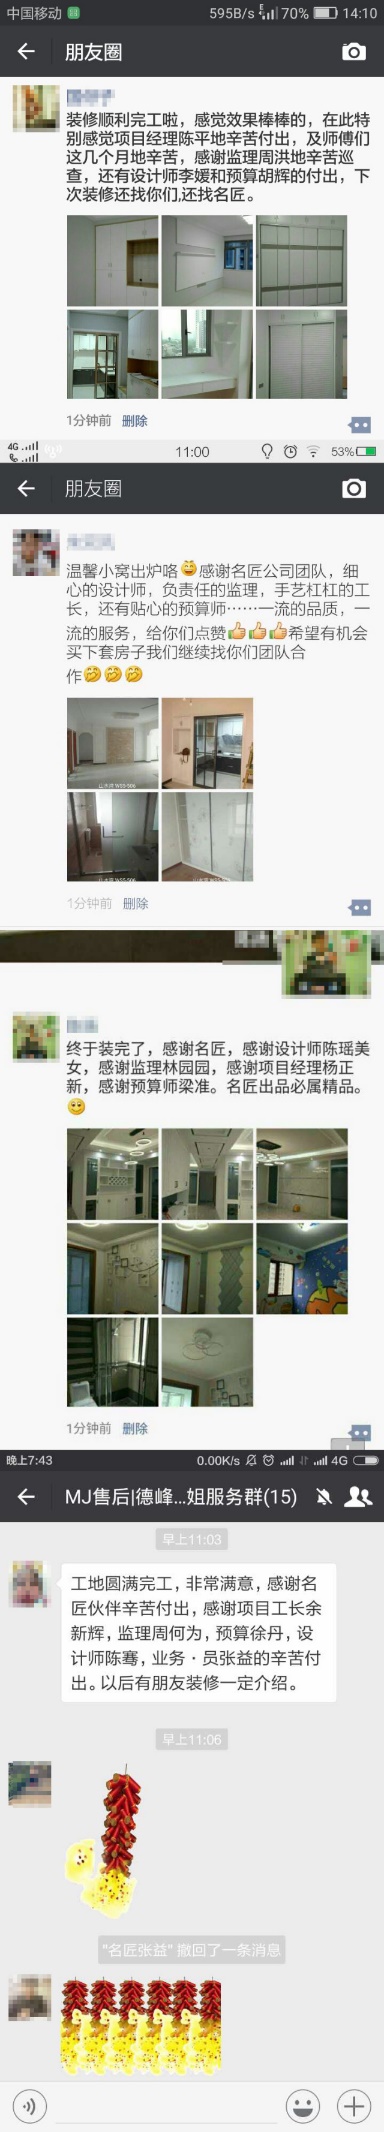 中国移动 595B/s 70% 14:10
朋友圈
装修顺利完工啦，感觉效果棒棒的，在此特
别感觉项目经理陈平地辛苦付出，及师傅们
这几个月地辛苦，感谢监理周洪地辛苦巡
查，还有设计师李媛和预算胡辉的付出，下
次装修还找你们,还找名匠。
1分钟前 删除
4G 11:00 53%
朋友圈
温馨小窝出炉咯😄感谢名匠公司团队，细
心的设计师，负责任的监理，手艺杠杠的工
长，还有贴心的预算师……一流的品质，一
流的服务，给你们点赞👍👍👍希望有机会
买下套房子我们继续找你们团队合
作🤣🤣🤣
1分钟前 删除
终于装完了，感谢名匠，感谢设计师陈瑶美
女，感谢监理林园园，感谢项目经理杨正
新，感谢预算师梁准。名匠出品必属精品。
😌
1分钟前 删除
晚上7:43 0.00K/s 4G
MJ售后|德峰...姐服务群(15)
早上11:03
工地圆满完工，非常满意，感谢名
匠伙伴辛苦付出，感谢项目工长余
新辉，监理周何为，预算徐丹，设
计师陈骞，业务·员张益的辛苦付
出。以后有朋友装修一定介绍。
早上11:06
"名匠张益" 撤回了一条消息